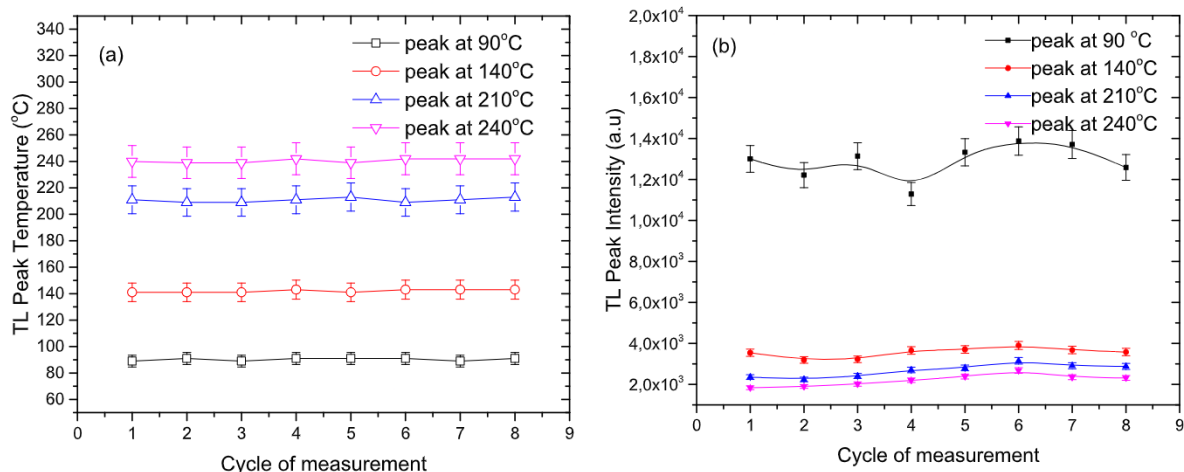 (a)
peak at 90°C
peak at 140°C
peak at 210°C
peak at 240°C
TL Peak Temperature (°C)
340
320
300
280
260
240
220
200
180
160
140
120
100
80
60
0 1 2 3 4 5 6 7 8 9
Cycle of measurement
(b)
peak at 90 °C
peak at 140°C
peak at 210°C
peak at 240°C
TL Peak Intensity (a.u)
2,0x10⁴
1,8x10⁴
1,6x10⁴
1,4x10⁴
1,2x10⁴
1,0x10⁴
8,0x10³
6,0x10³
4,0x10³
2,0x10³
0 1 2 3 4 5 6 7 8 9
Cycle of measurement